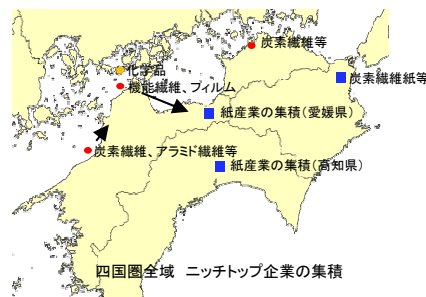 炭素繊維等
化学品
炭素繊維紙等
機能繊維、フィルム
紙産業の集積（愛媛県）
炭素繊維、アラミド繊維等
紙産業の集積（高知県）
四国圏全域　ニッチトップ企業の集積